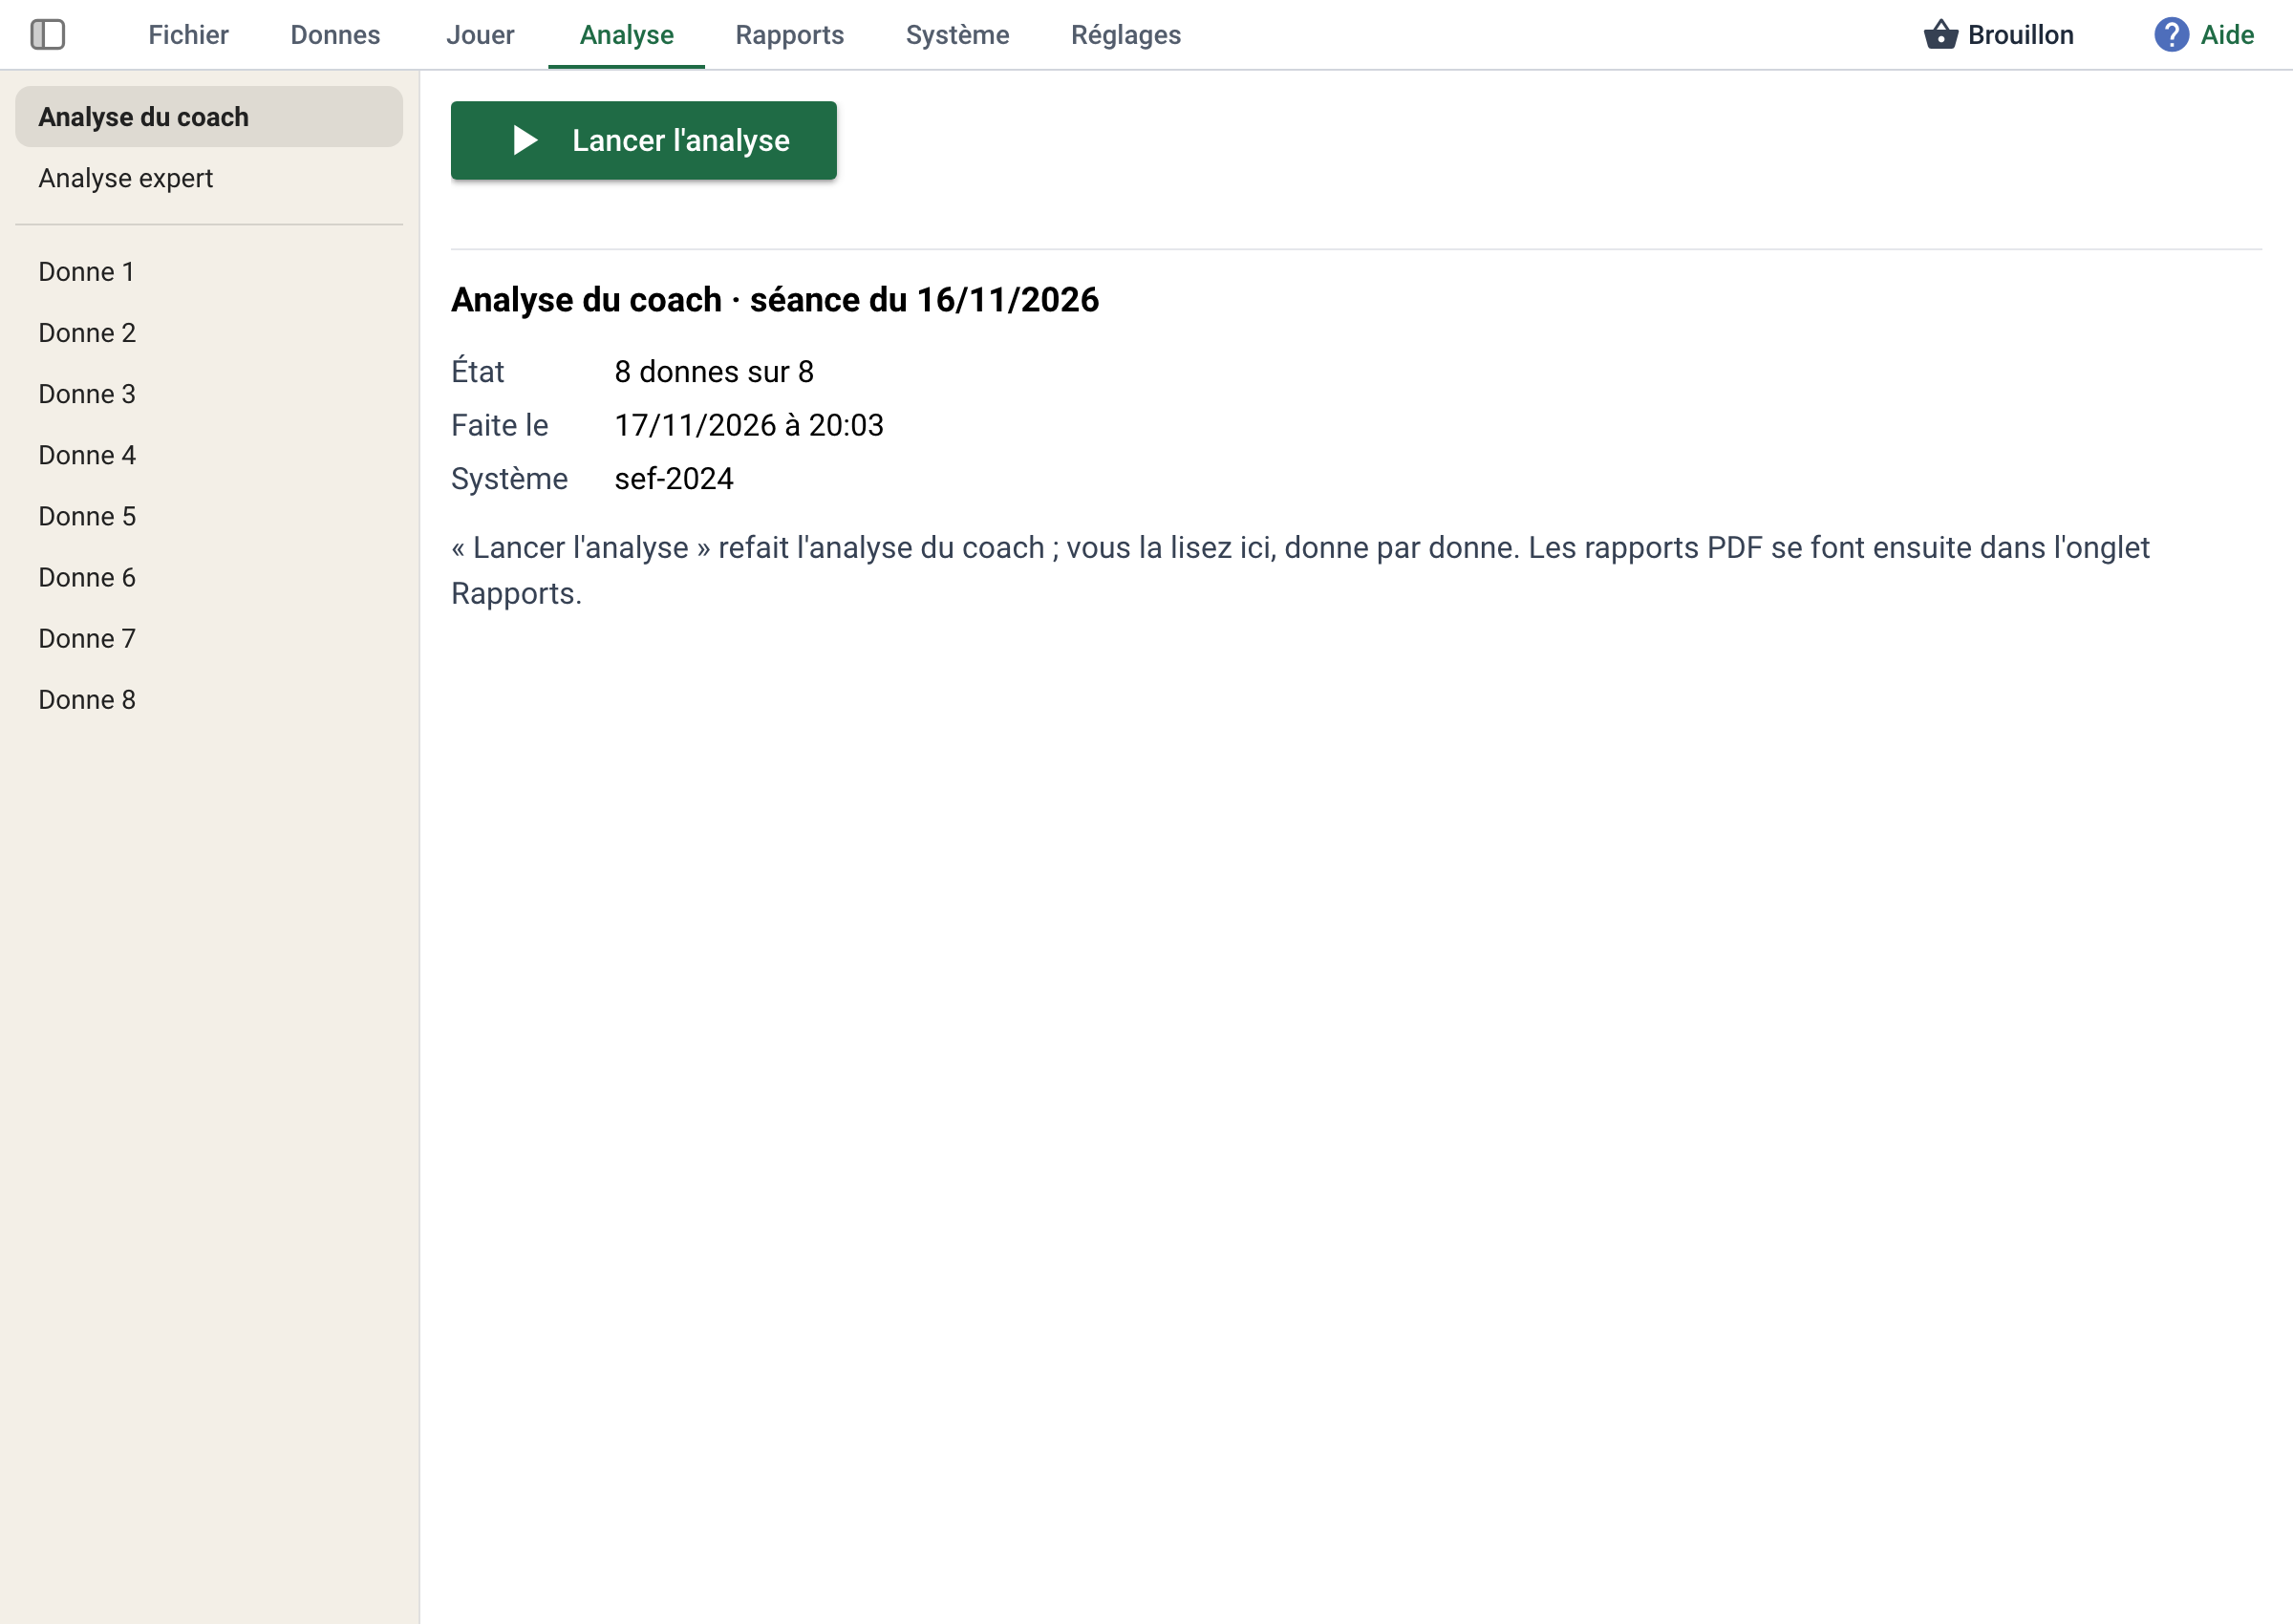 Fichier Donnes Jouer Analyse Rapports Système Réglages Brouillon ? Aide
Analyse du coach
Analyse expert
Donne 1
Donne 2
Donne 3
Donne 4
Donne 5
Donne 6
Donne 7
Donne 8
Lancer l'analyse
Analyse du coach · séance du 16/11/2026
État 8 donnes sur 8
Faite le 17/11/2026 à 20:03
Système sef-2024
« Lancer l'analyse » refait l'analyse du coach ; vous la lisez ici, donne par donne. Les rapports PDF se font ensuite dans l'onglet
Rapports.